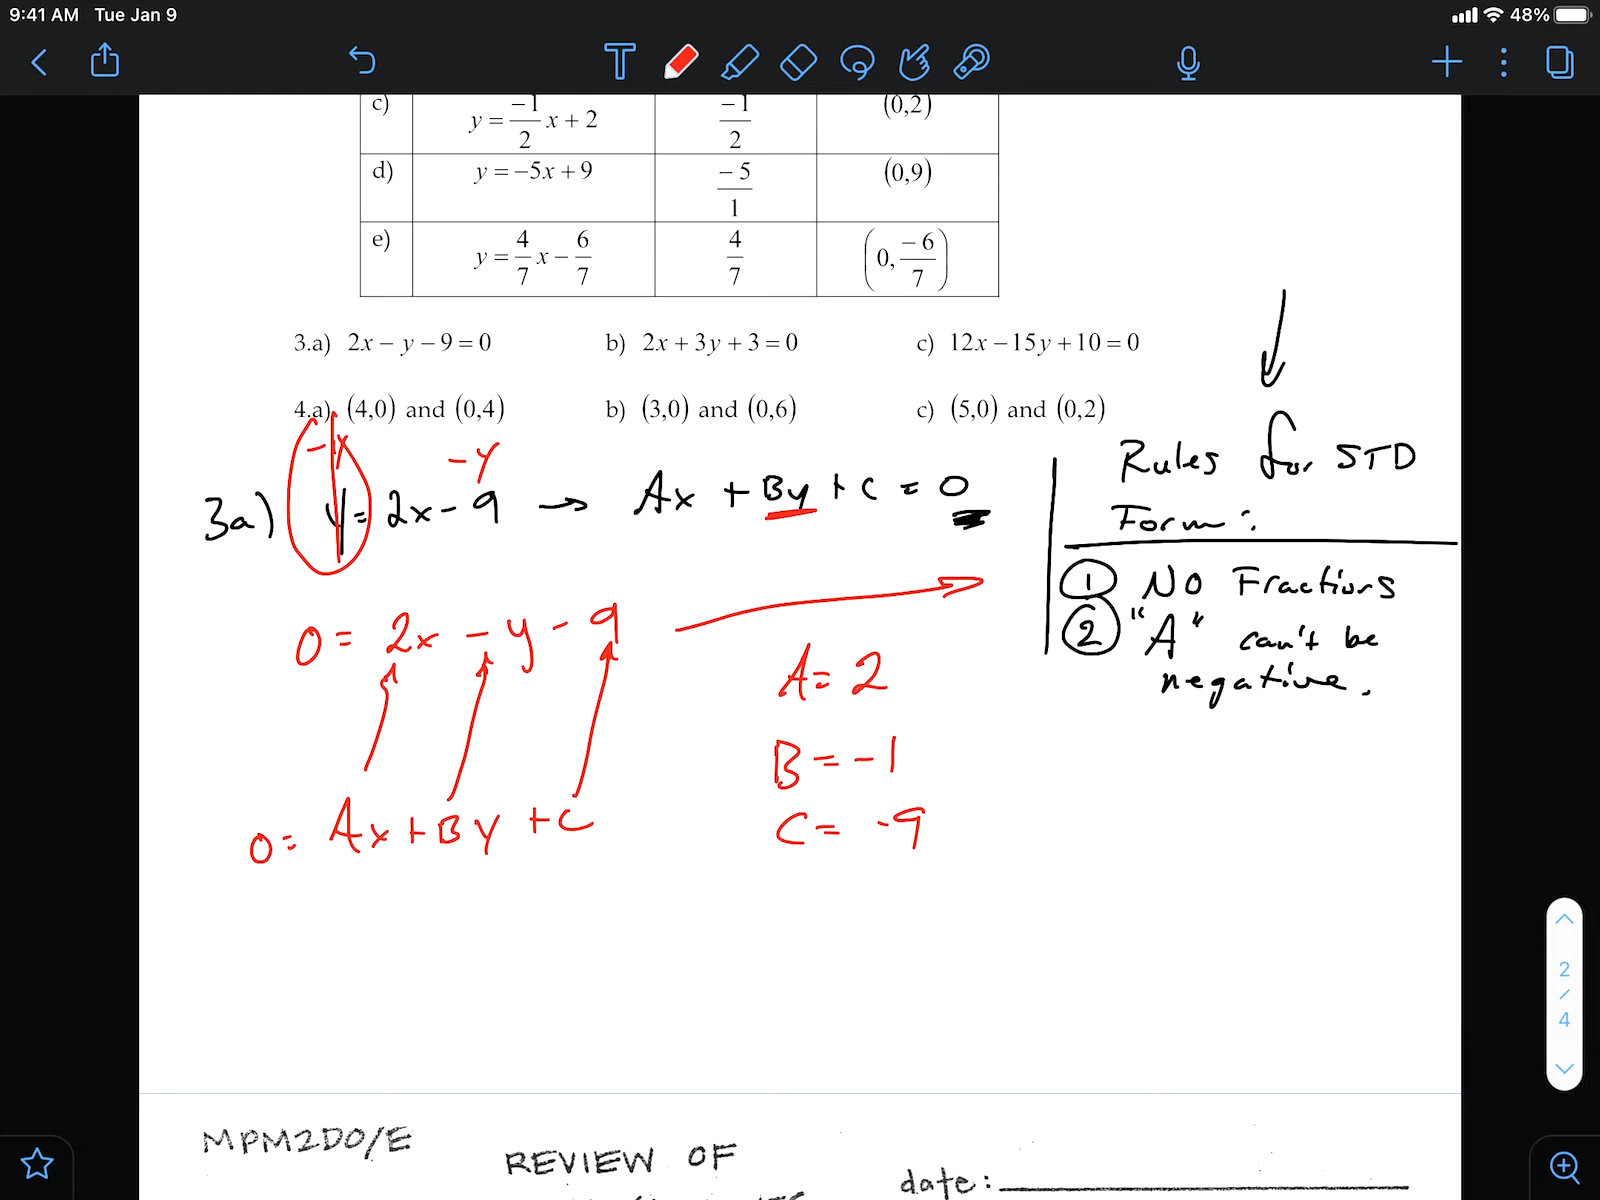 9:41 AM Tue Jan 9 48%
c) y = -1/2 x + 2 -1/2 (0,2)
d) y = -5x + 9 -5/1 (0,9)
e) y = 4/7 x - 6/7 4/7 (0, -6/7)
3.a) 2x - y - 9 = 0 b) 2x + 3y + 3 = 0 c) 12x - 15y + 10 = 0
4.a) (4,0) and (0,4) b) (3,0) and (0,6) c) (5,0) and (0,2)
-y -y
3a) y = 2x - 9 → Ax + By + C = 0
0 = 2x - y - 9
0 = Ax + By + C
A = 2
B = -1
C = -9
Rules for STD
Form:
① No Fractions
② "A" can't be
negative.
2
/
4
MPM2D0/E
REVIEW OF
date: